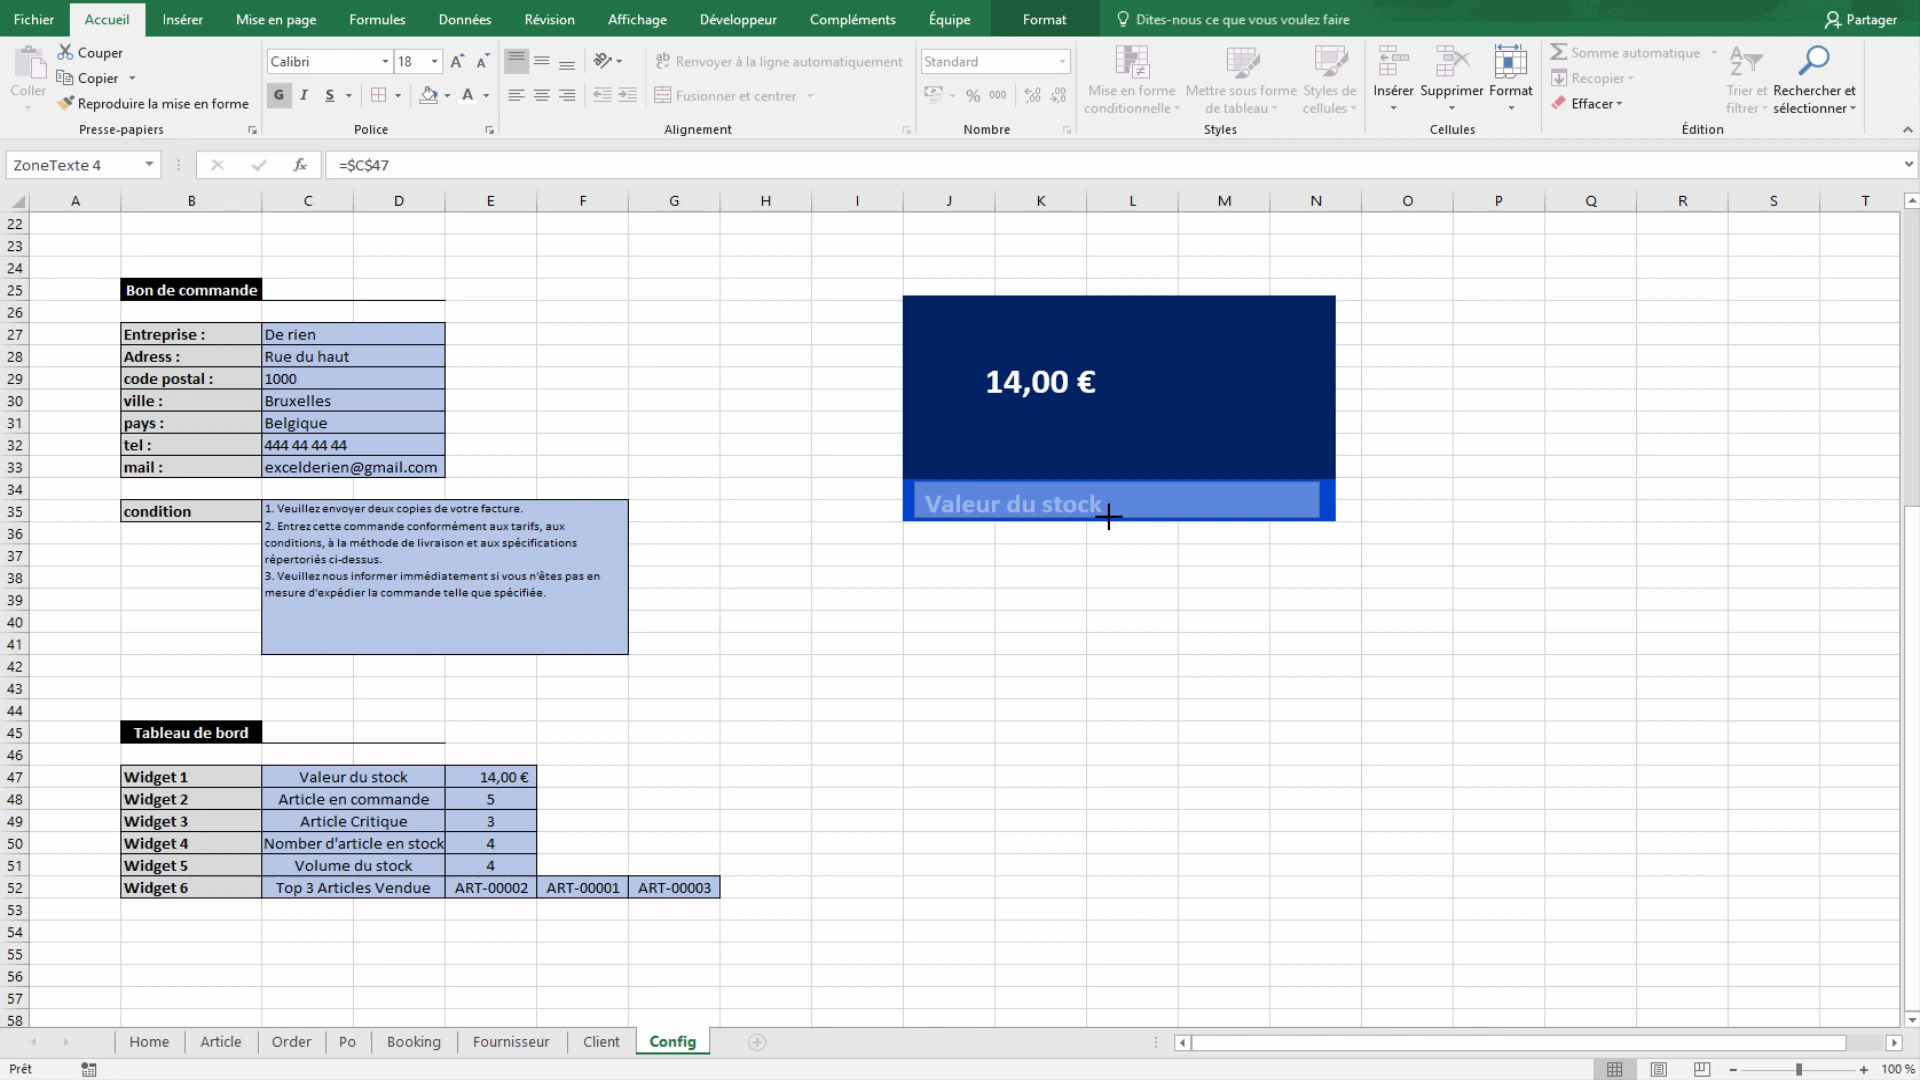 Fichier Accueil Insérer Mise en page Formules Données Révision Affichage Développeur Compléments Équipe Format Dites-nous ce que vous voulez faire Partager
Coller
Couper
Copier
Reproduire la mise en forme
Presse-papiers
Calibri 18
G I S
Police
Renvoyer à la ligne automatiquement
Fusionner et centrer
Alignement
Standard
% 000
Nombre
Mise en forme conditionnelle
Mettre sous forme de tableau
Styles de cellules
Styles
Insérer Supprimer Format
Cellules
Somme automatique
Recopier
Effacer
Trier et filtrer
Rechercher et sélectionner
Édition
ZoneTexte 4 fx =$C$47
A B C D E F G H I J K L M N O P Q R S T
22
23
24
25 Bon de commande
26
27 Entreprise : De rien
28 Adress : Rue du haut
29 code postal : 1000
30 ville : Bruxelles
31 pays : Belgique
32 tel : 444 44 44 44
33 mail : excelderien@gmail.com
14,00 €
Valeur du stock
34
35 condition 1. Veuillez envoyer deux copies de votre facture.
36 2. Entrez cette commande conformément aux tarifs, aux
37 conditions, à la méthode de livraison et aux spécifications
répertoriés ci-dessus.
38 3. Veuillez nous informer immédiatement si vous n'êtes pas en
39 mesure d'expédier la commande telle que spécifiée.
40
41
42
43
44
45 Tableau de bord
46
47 Widget 1 Valeur du stock 14,00 €
48 Widget 2 Article en commande 5
49 Widget 3 Article Critique 3
50 Widget 4 Nomber d'article en stock 4
51 Widget 5 Volume du stock 4
52 Widget 6 Top 3 Articles Vendue ART-00002 ART-00001 ART-00003
53
54
55
56
57
58
Home Article Order Po Booking Fournisseur Client Config
Prêt 100 %